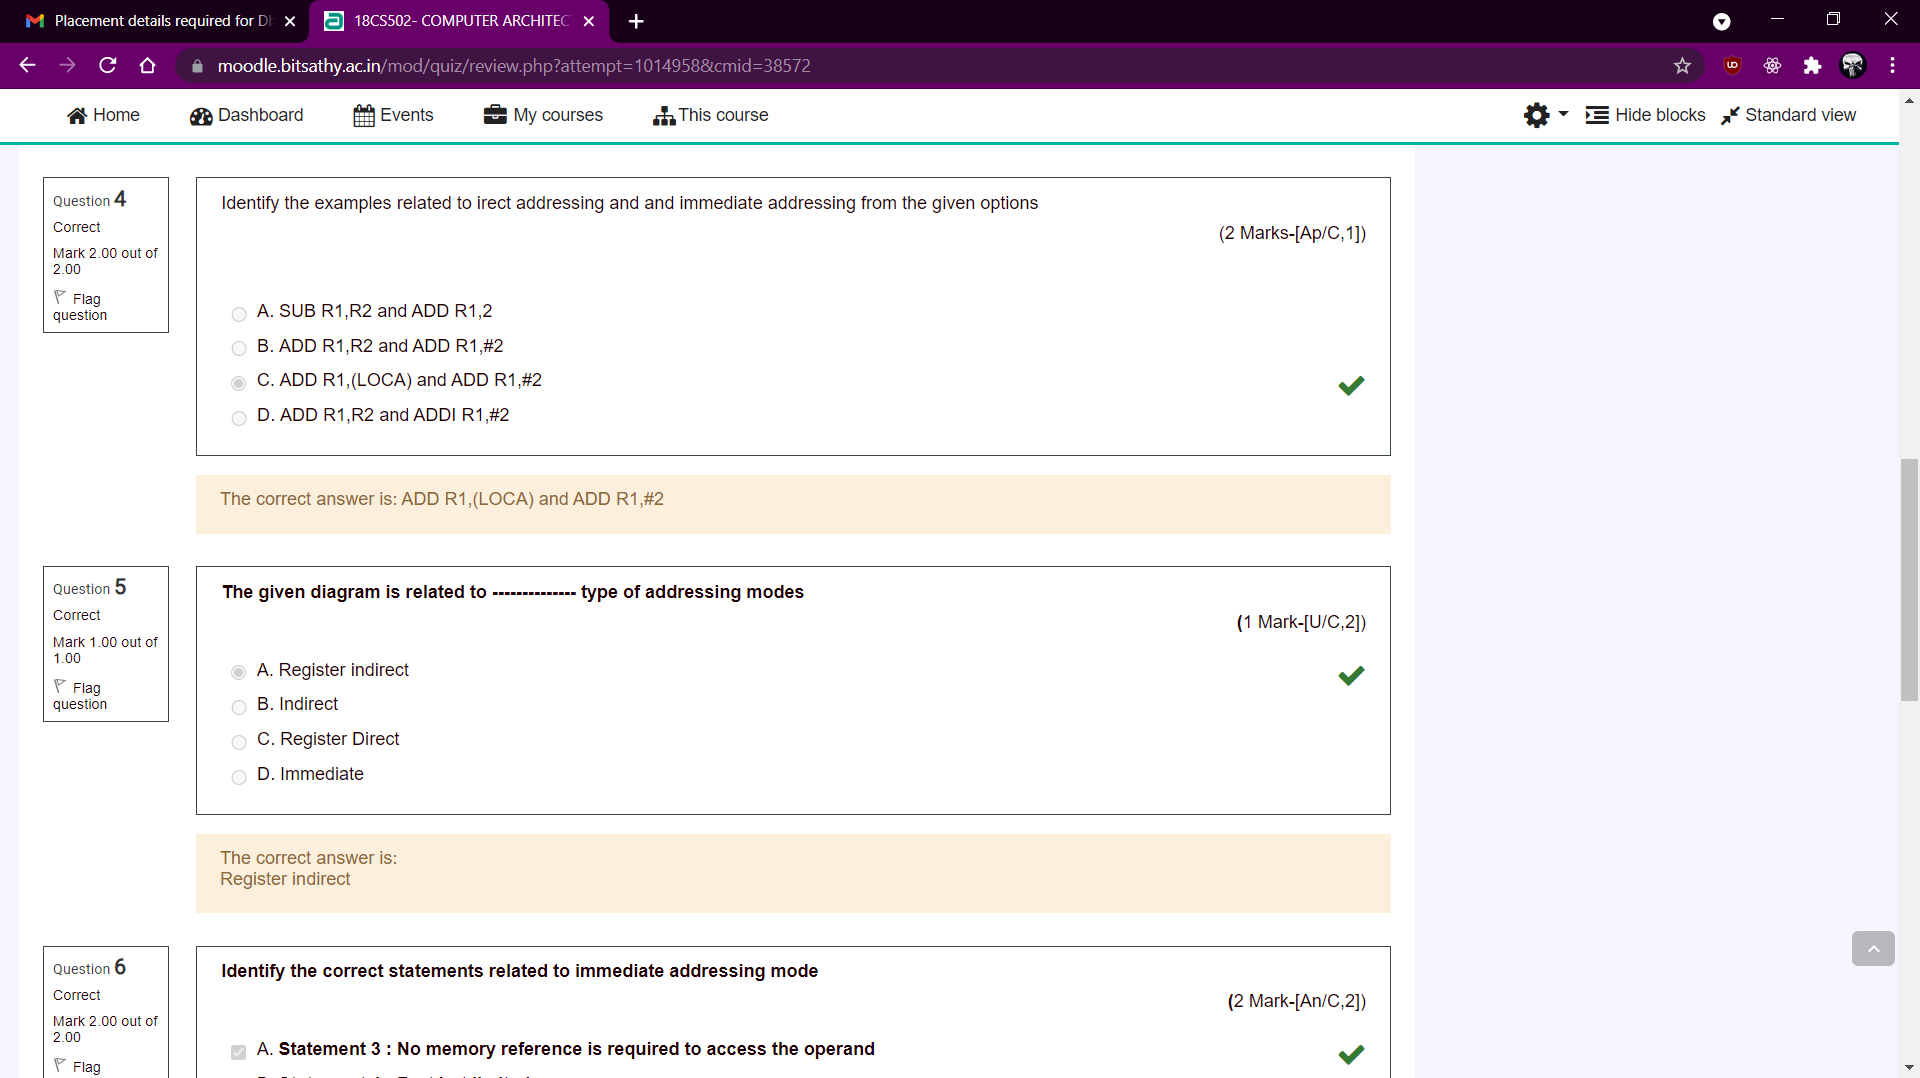 Placement details required for Dh
18CS502- COMPUTER ARCHITEC
moodle.bitsathy.ac.in/mod/quiz/review.php?attempt=1014958&cmid=38572
Home
Dashboard
Events
My courses
This course
Hide blocks
Standard view
Question 4
Correct
Mark 2.00 out of
2.00
Flag
question
Identify the examples related to irect addressing and and immediate addressing from the given options
(2 Marks-[Ap/C,1])
A. SUB R1,R2 and ADD R1,2
B. ADD R1,R2 and ADD R1,#2
C. ADD R1,(LOCA) and ADD R1,#2
D. ADD R1,R2 and ADDI R1,#2
The correct answer is: ADD R1,(LOCA) and ADD R1,#2
Question 5
Correct
Mark 1.00 out of
1.00
Flag
question
The given diagram is related to -------------- type of addressing modes
(1 Mark-[U/C,2])
A. Register indirect
B. Indirect
C. Register Direct
D. Immediate
The correct answer is:
Register indirect
Question 6
Correct
Mark 2.00 out of
2.00
Flag
Identify the correct statements related to immediate addressing mode
(2 Mark-[An/C,2])
A. Statement 3 : No memory reference is required to access the operand